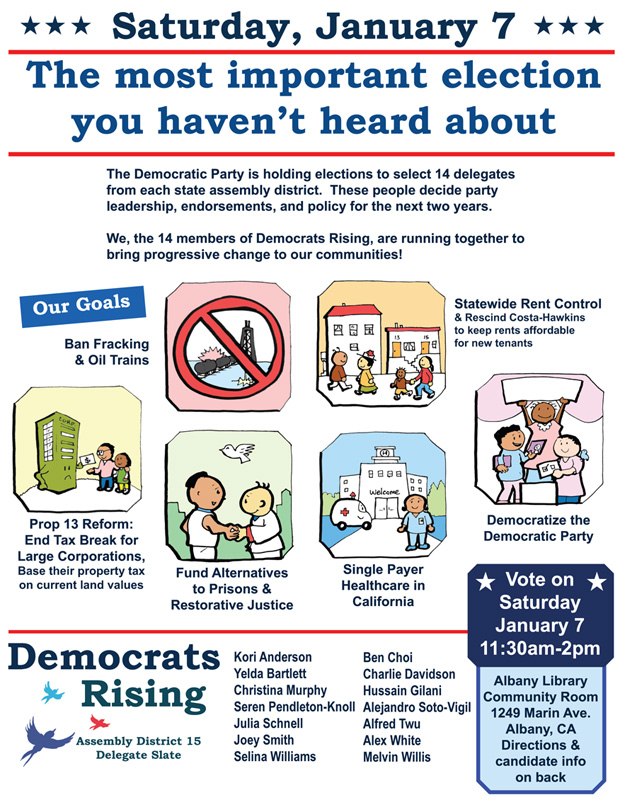 Saturday, January 7
The most important election
you haven't heard about
The Democratic Party is holding elections to select 14 delegates
from each state assembly district. These people decide party
leadership, endorsements, and policy for the next two years.
We, the 14 members of Democrats Rising, are running together to
bring progressive change to our communities!
Our Goals
Ban Fracking
& Oil Trains
Statewide Rent Control
& Rescind Costa-Hawkins
to keep rents affordable
for new tenants
13 15
CORP
Prop 13 Reform:
End Tax Break for
Large Corporations,
Base their property tax
on current land values
Fund Alternatives
to Prisons &
Restorative Justice
H
Welcome
Single Payer
Healthcare in
California
Democratize the
Democratic Party
Vote on
Saturday
January 7
11:30am-2pm
Albany Library
Community Room
1249 Marin Ave.
Albany, CA
Directions &
candidate info
on back
Democrats
Rising
Assembly District 15
Delegate Slate
Kori Anderson
Yelda Bartlett
Christina Murphy
Seren Pendleton-Knoll
Julia Schnell
Joey Smith
Selina Williams
Ben Choi
Charlie Davidson
Hussain Gilani
Alejandro Soto-Vigil
Alfred Twu
Alex White
Melvin Willis